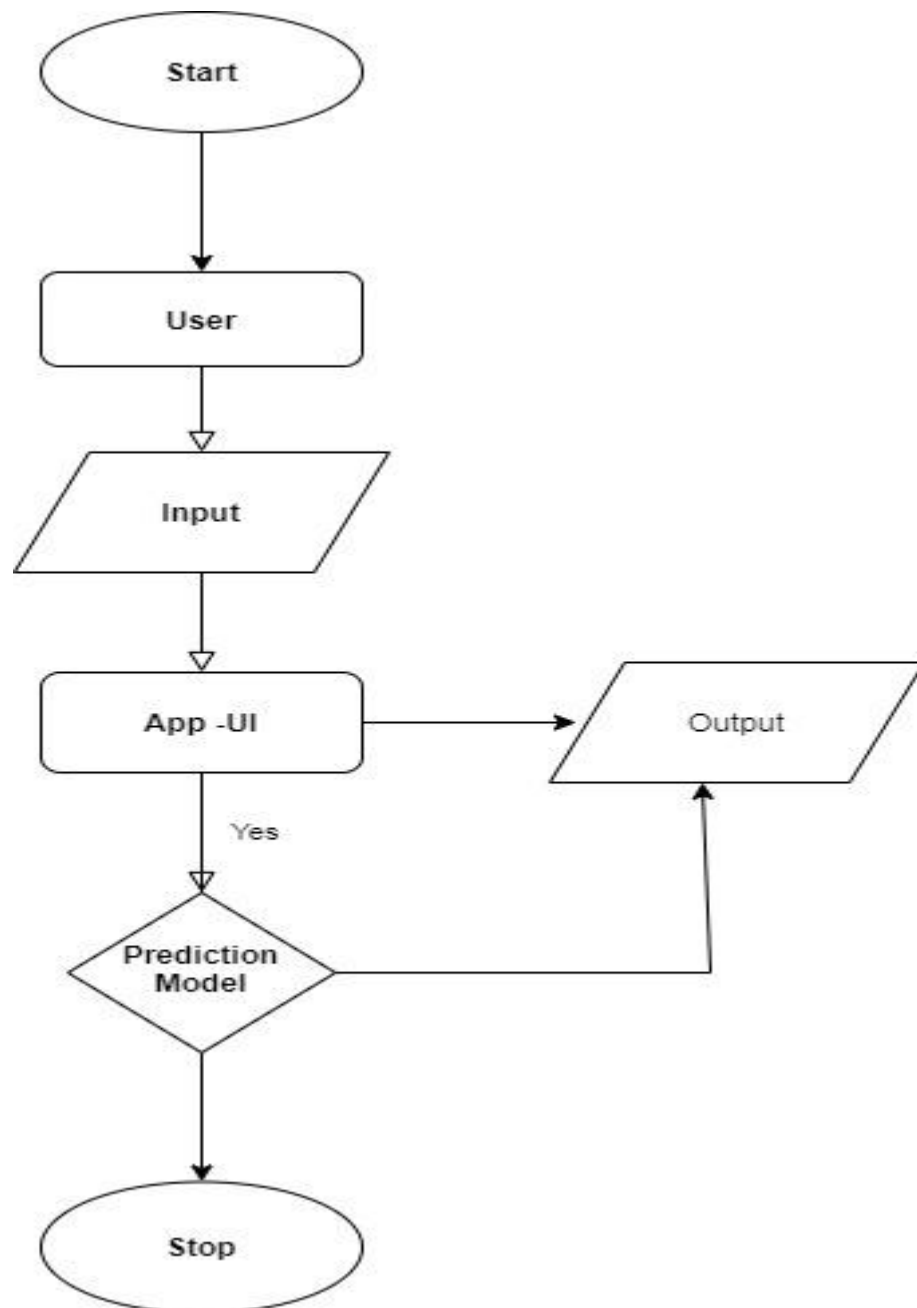 Start
User
Input
App -UI
Output
Yes
Prediction
Model
Stop